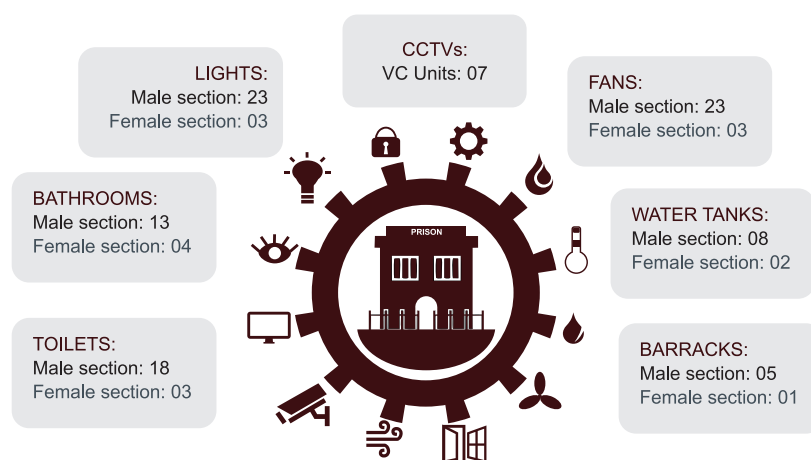 CCTVs:
VC Units: 07
LIGHTS:
Male section: 23
Female section: 03
FANS:
Male section: 23
Female section: 03
BATHROOMS:
Male section: 13
Female section: 04
PRISON
WATER TANKS:
Male section: 08
Female section: 02
TOILETS:
Male section: 18
Female section: 03
BARRACKS:
Male section: 05
Female section: 01